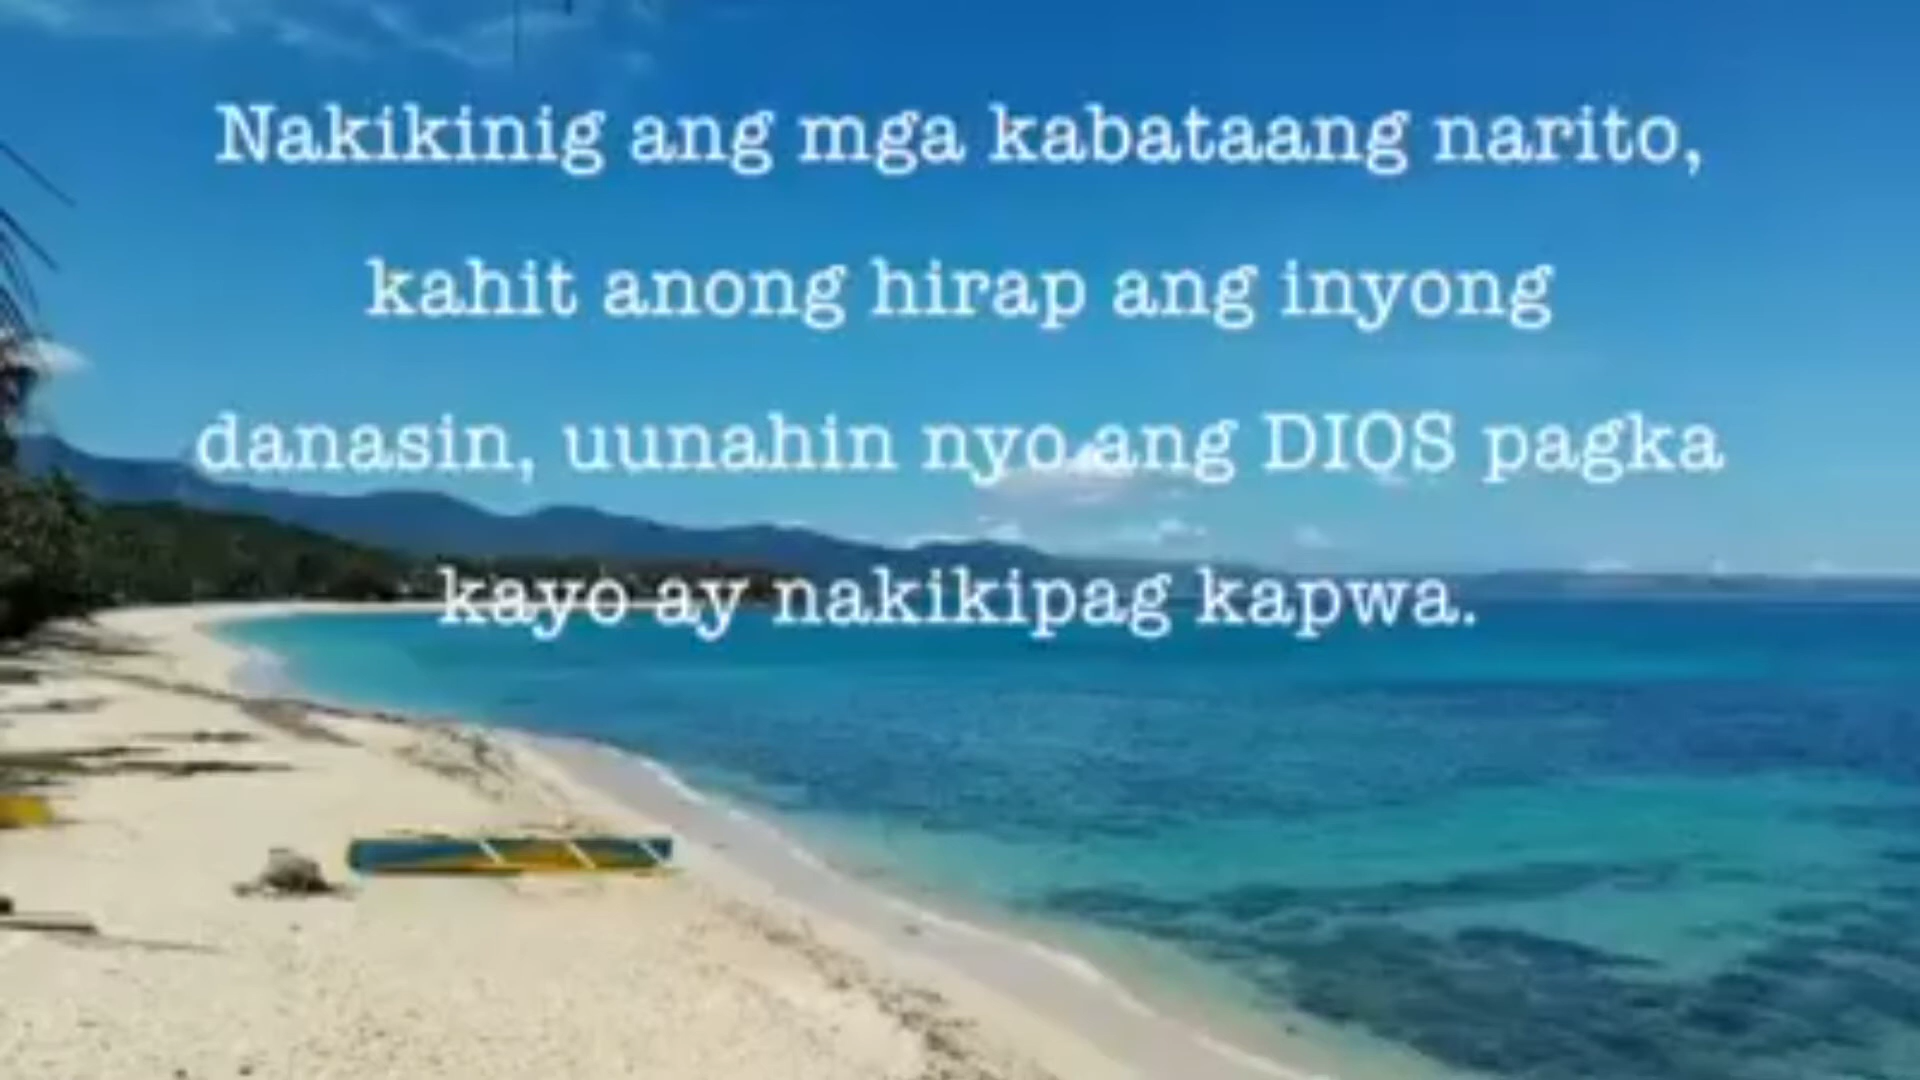 Nakikinig ang mga kabataang narito,
kahit anong hirap ang inyong
danasin, uunahin nyo ang DIOS pagka
kayo ay nakikipag kapwa.